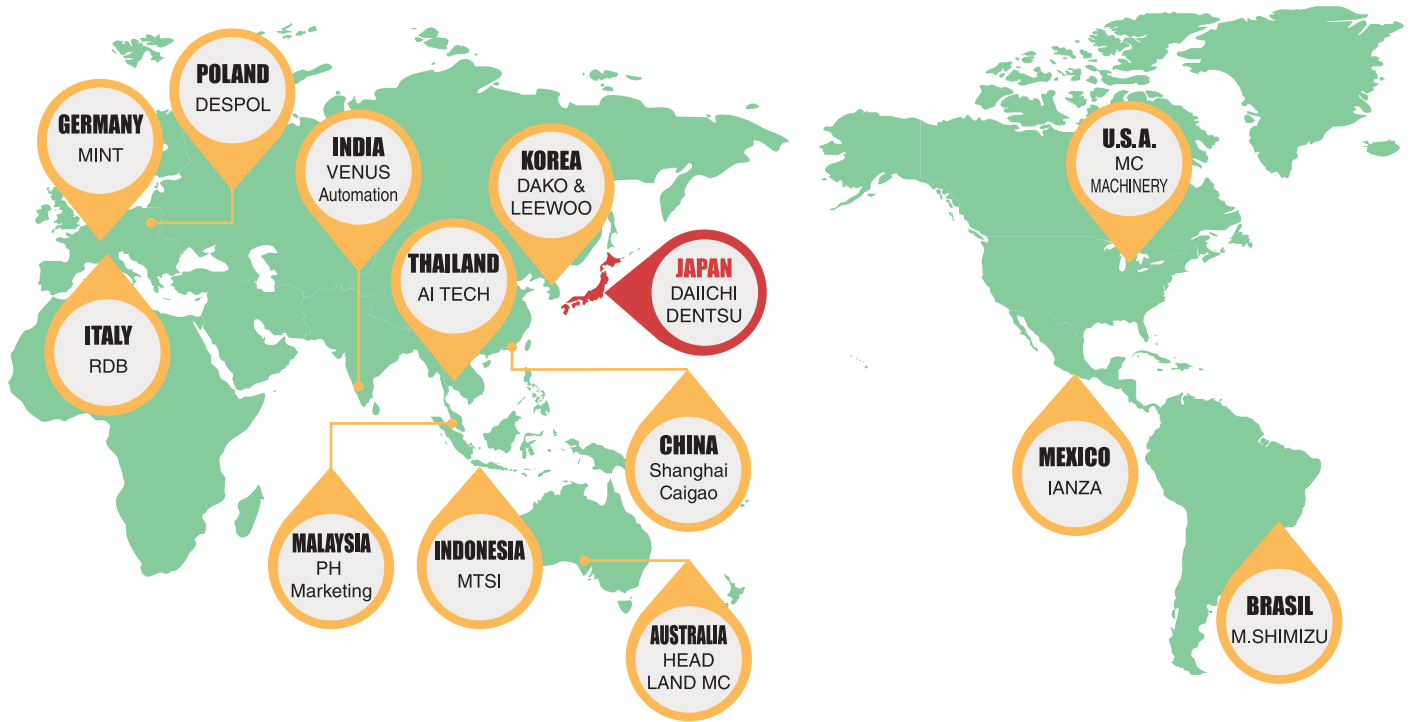 POLAND
DESPOL
GERMANY
MINT
INDIA
VENUS
Automation
KOREA
DAKO &
LEEWOO
U.S.A.
MC
MACHINERY
THAILAND
AI TECH
JAPAN
DAIICHI
DENTSU
ITALY
RDB
CHINA
Shanghai
Caigao
MEXICO
IANZA
MALAYSIA
PH
Marketing
INDONESIA
MTSI
AUSTRALIA
HEAD
LAND MC
BRASIL
M.SHIMIZU